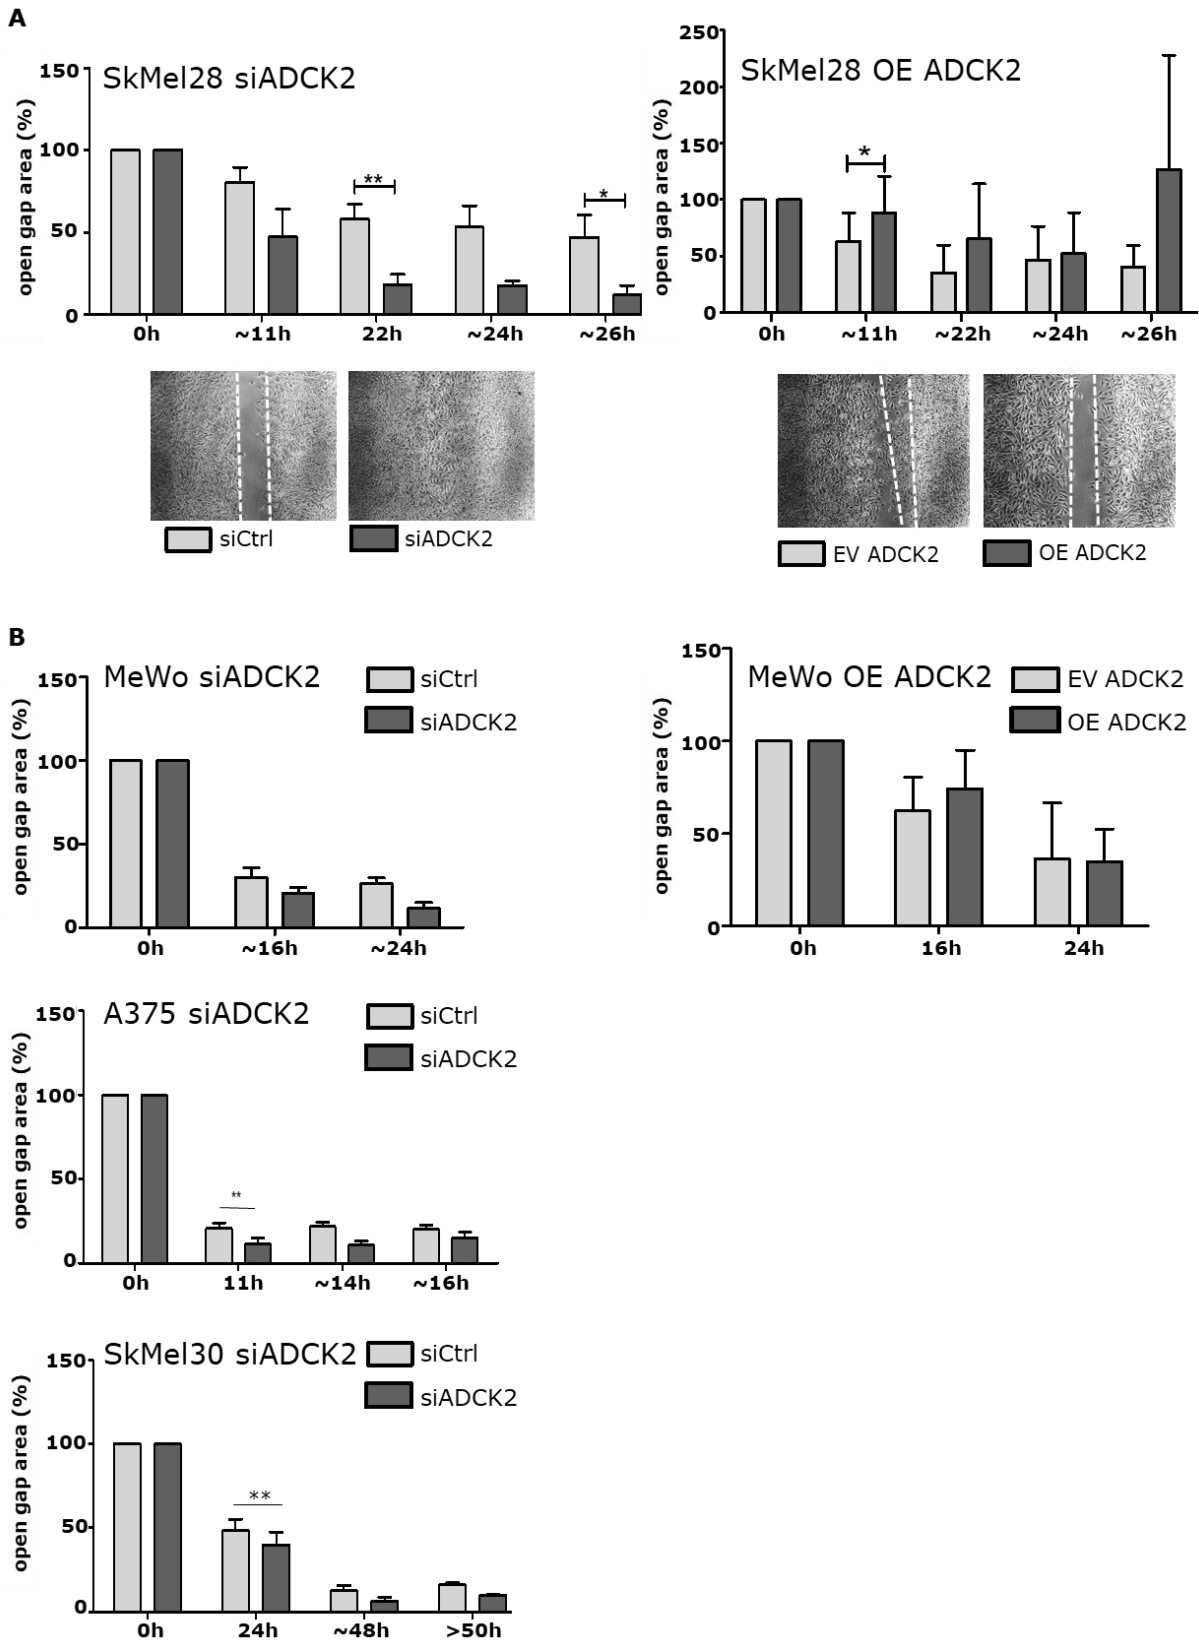 A
SkMel28 siADCK2
open gap area (%)
150
100
50
0
**
*
0h ~11h 22h ~24h ~26h
siCtrl siADCK2
SkMel28 OE ADCK2
open gap area (%)
250
200
150
100
50
0
*
0h ~11h ~22h ~24h ~26h
EV ADCK2 OE ADCK2
B
MeWo siADCK2
siCtrl
siADCK2
open gap area (%)
150
100
50
0
0h ~16h ~24h
MeWo OE ADCK2
EV ADCK2
OE ADCK2
open gap area (%)
150
100
50
0
0h 16h 24h
A375 siADCK2
siCtrl
siADCK2
open gap area (%)
150
100
50
0
**
0h 11h ~14h ~16h
SkMel30 siADCK2
siCtrl
siADCK2
open gap area (%)
150
100
50
0
**
0h 24h ~48h >50h